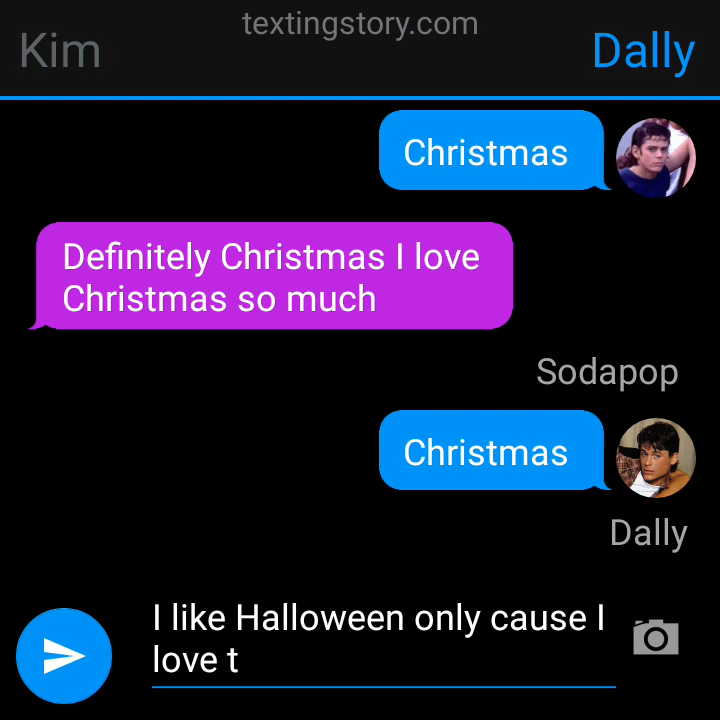 textingstory.com
Kim
Dally
Christmas
Definitely Christmas I love
Christmas so much
Sodapop
Christmas
Dally
I like Halloween only cause I
love t